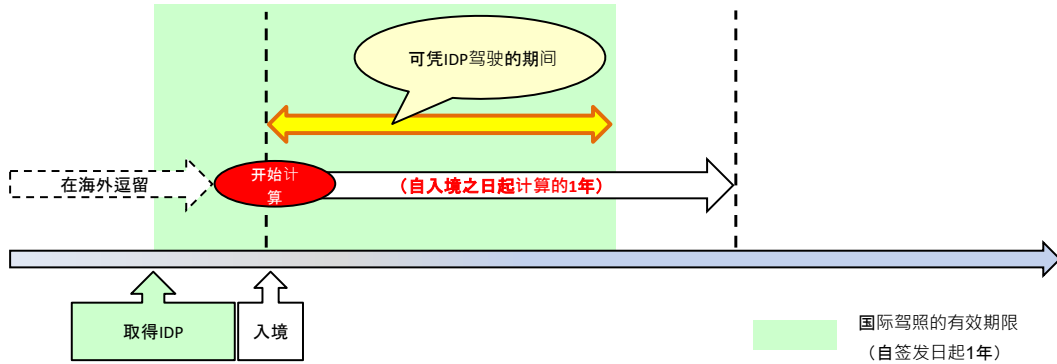 可凭IDP驾驶的期间
在海外逗留
开始计
算
（自入境之日起计算的1年）
取得IDP
入境
国际驾照的有效期限
（自签发日起1年）